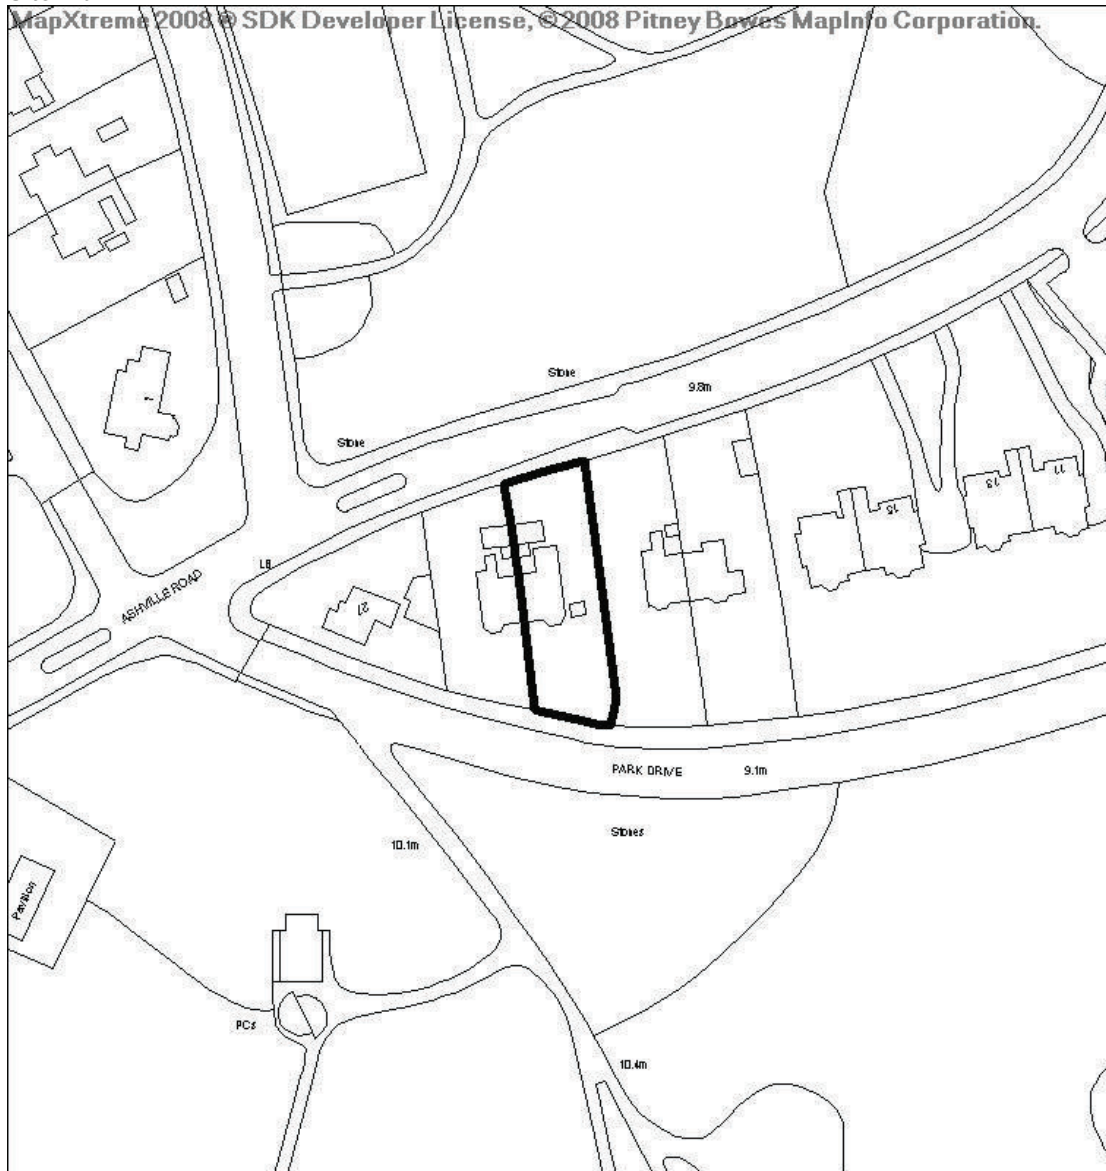 MapXtreme 2008 ® SDK Developer License, © 2008 Pitney Bowes MapInfo Corporation.
Stone
9.8m
Stone
1
11
13
15
LB
ASHVILLE ROAD
27
PARK DRIVE
9.1m
Stones
10.1m
Pavilion
PCs
10.4m